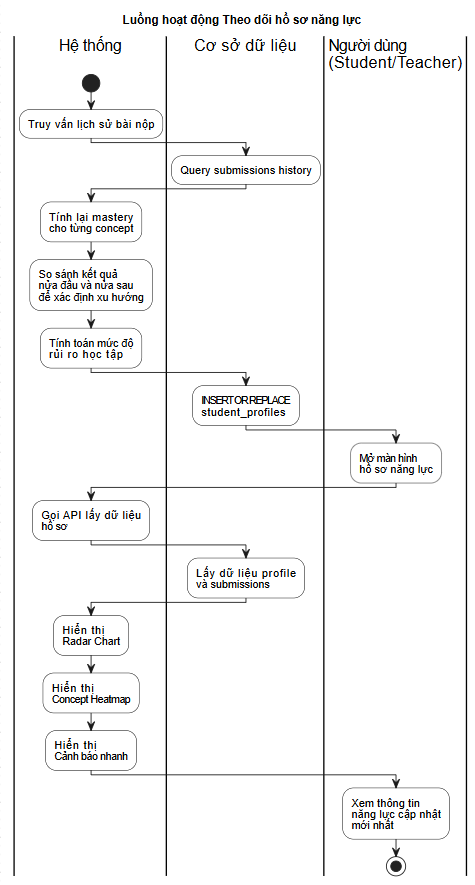 Luồng hoạt động Theo dõi hồ sơ năng lực
Hệ thống
Cơ sở dữ liệu
Người dùng
(Student/Teacher)
Truy vấn lịch sử bài nộp
Query submissions history
Tính lại mastery
cho từng concept
So sánh kết quả
nửa đầu và nửa sau
để xác định xu hướng
Tính toán mức độ
rủi ro học tập
INSERT OR REPLACE
student_profiles
Mở màn hình
hồ sơ năng lực
Gọi API lấy dữ liệu
hồ sơ
Lấy dữ liệu profile
và submissions
Hiển thị
Radar Chart
Hiển thị
Concept Heatmap
Hiển thị
Cảnh báo nhanh
Xem thông tin
năng lực cập nhật
mới nhất